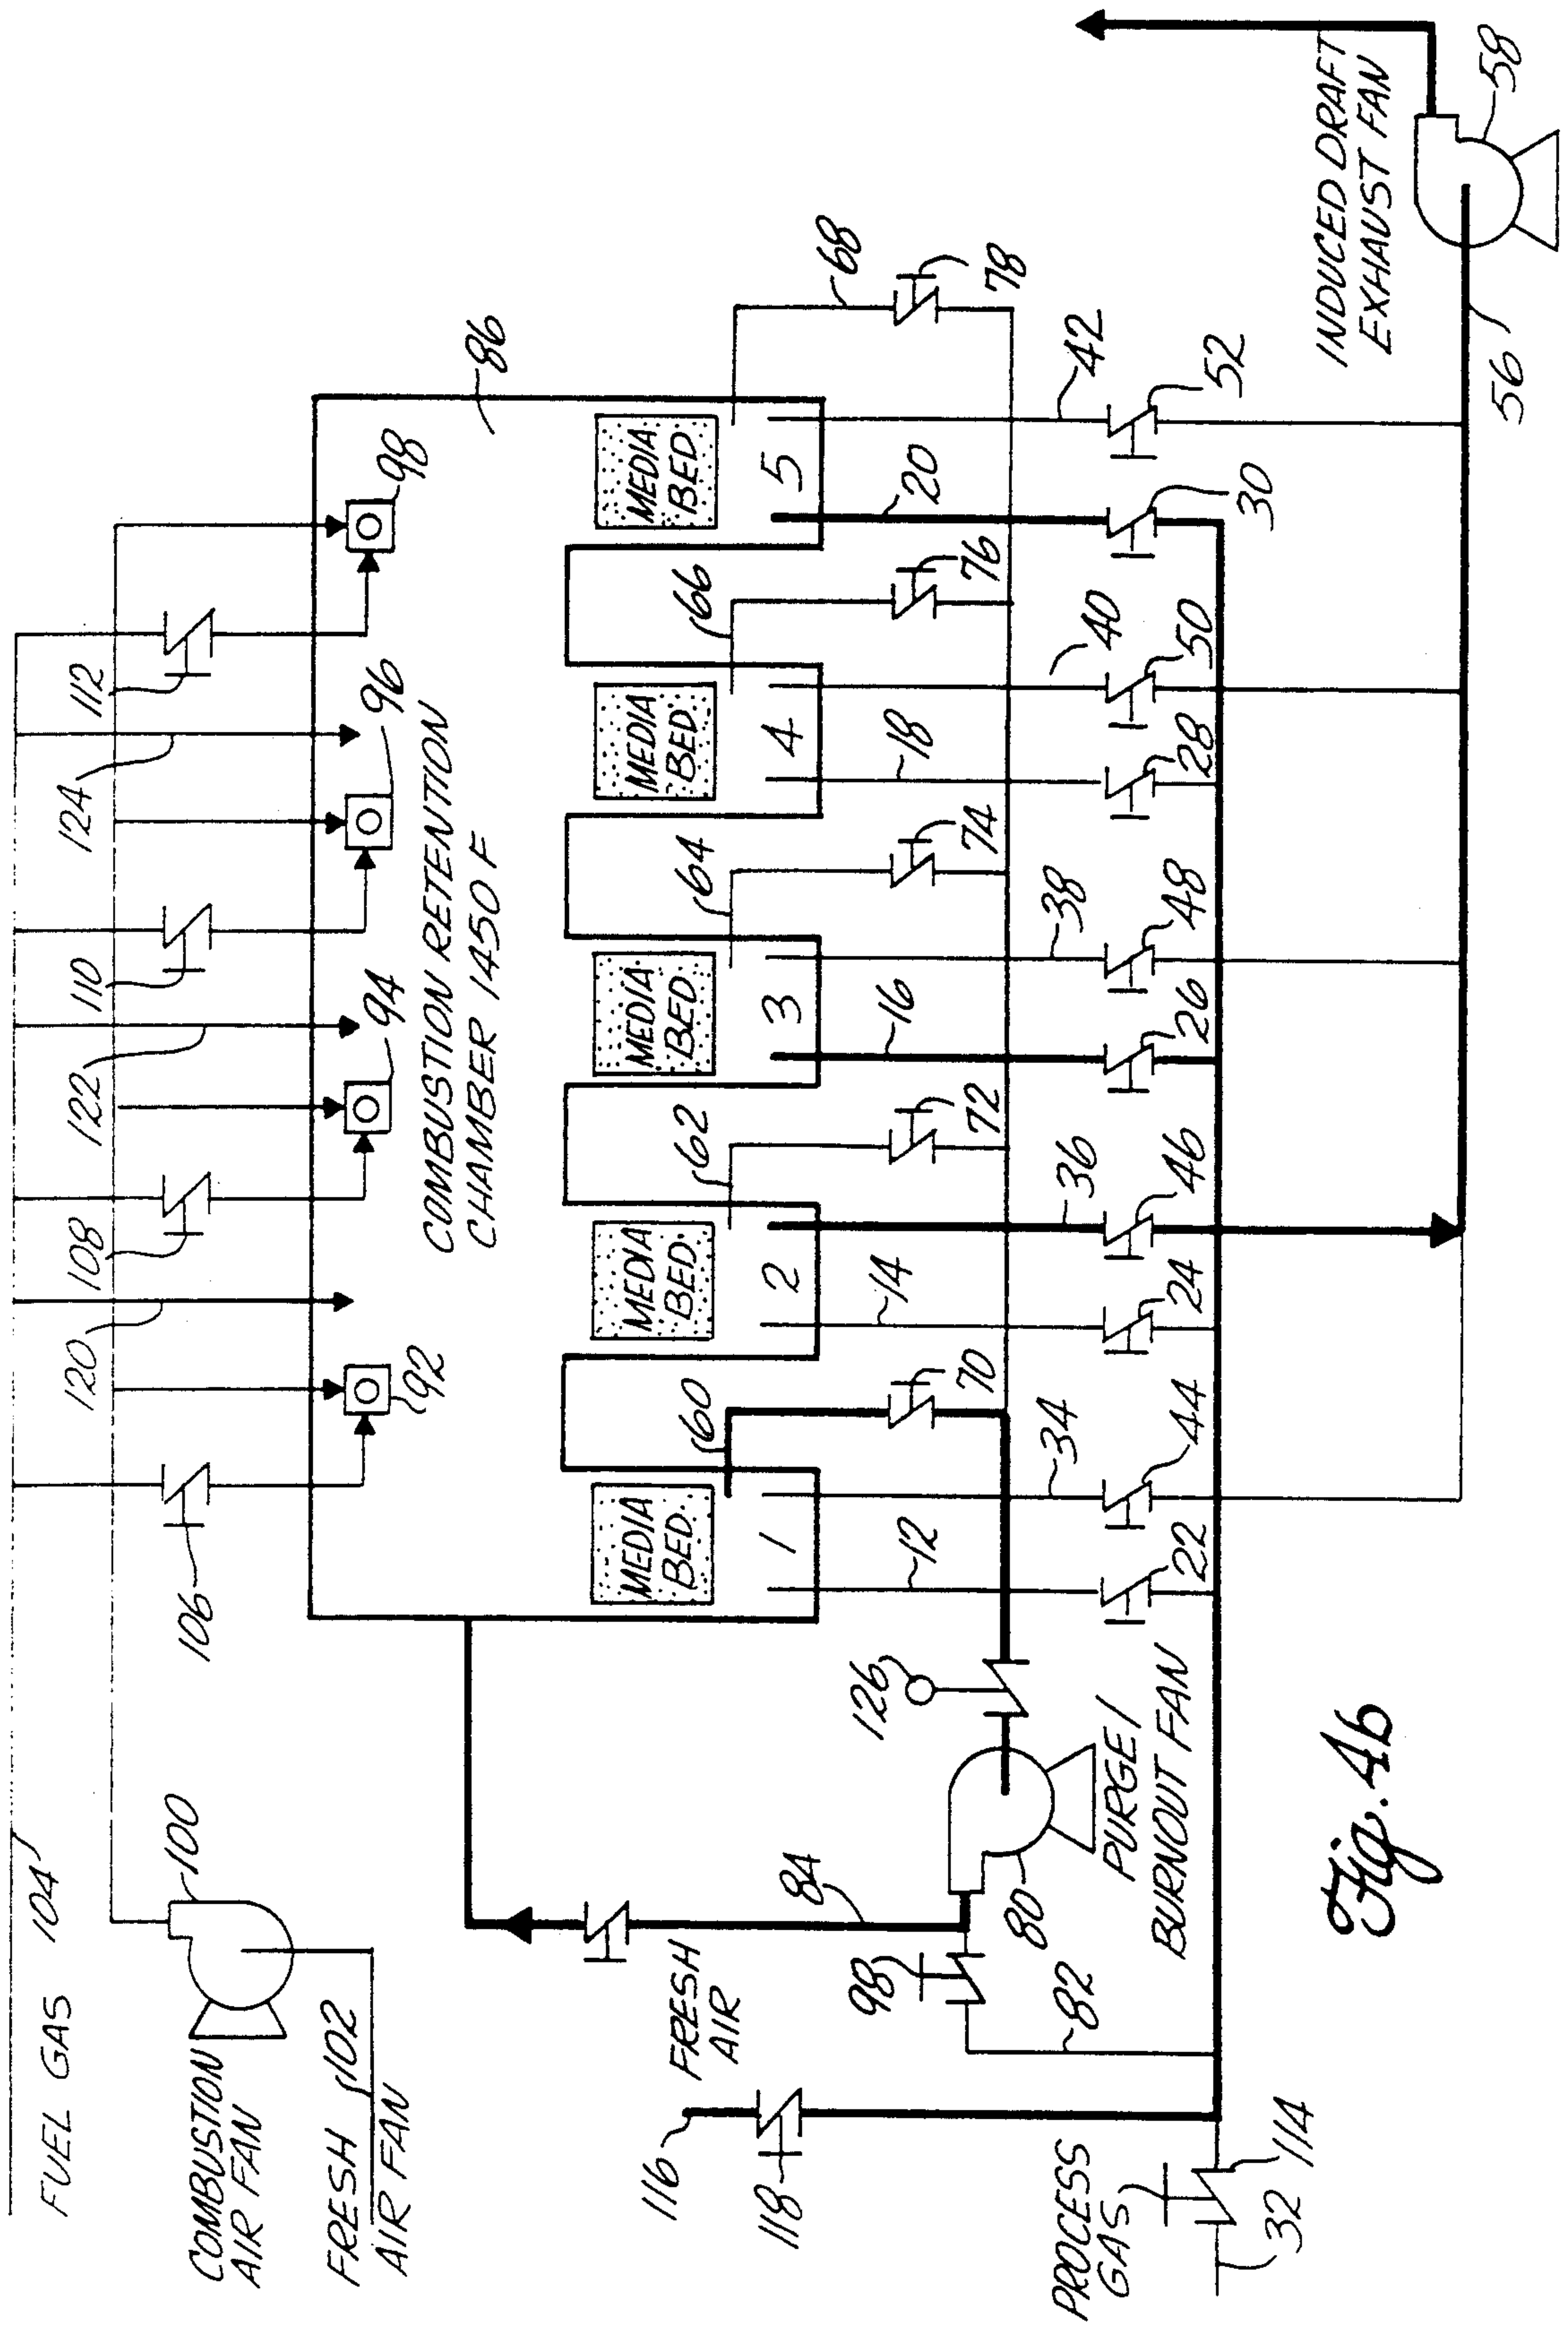 FUEL GAS 104
COMBUSTION
AIR FAN
100
FRESH 102
AIR FAN
106
120
108
122
110
124
112
92
94
96
98
COMBUSTION RETENTION
CHAMBER 1450 F
86
MEDIA
BED
1
MEDIA
BED
2
MEDIA
BED
3
MEDIA
BED
4
MEDIA
BED
5
60
62
64
66
68
70
72
74
76
78
116
118
FRESH
AIR
84
98
82
80
126
PURGE /
BURNOUT FAN
12
34
14
36
16
38
18
40
20
42
22
44
24
46
26
48
28
50
30
52
PROCESS
GAS
32
114
56
58
INDUCED DRAFT
EXHAUST FAN
Fig. 4b